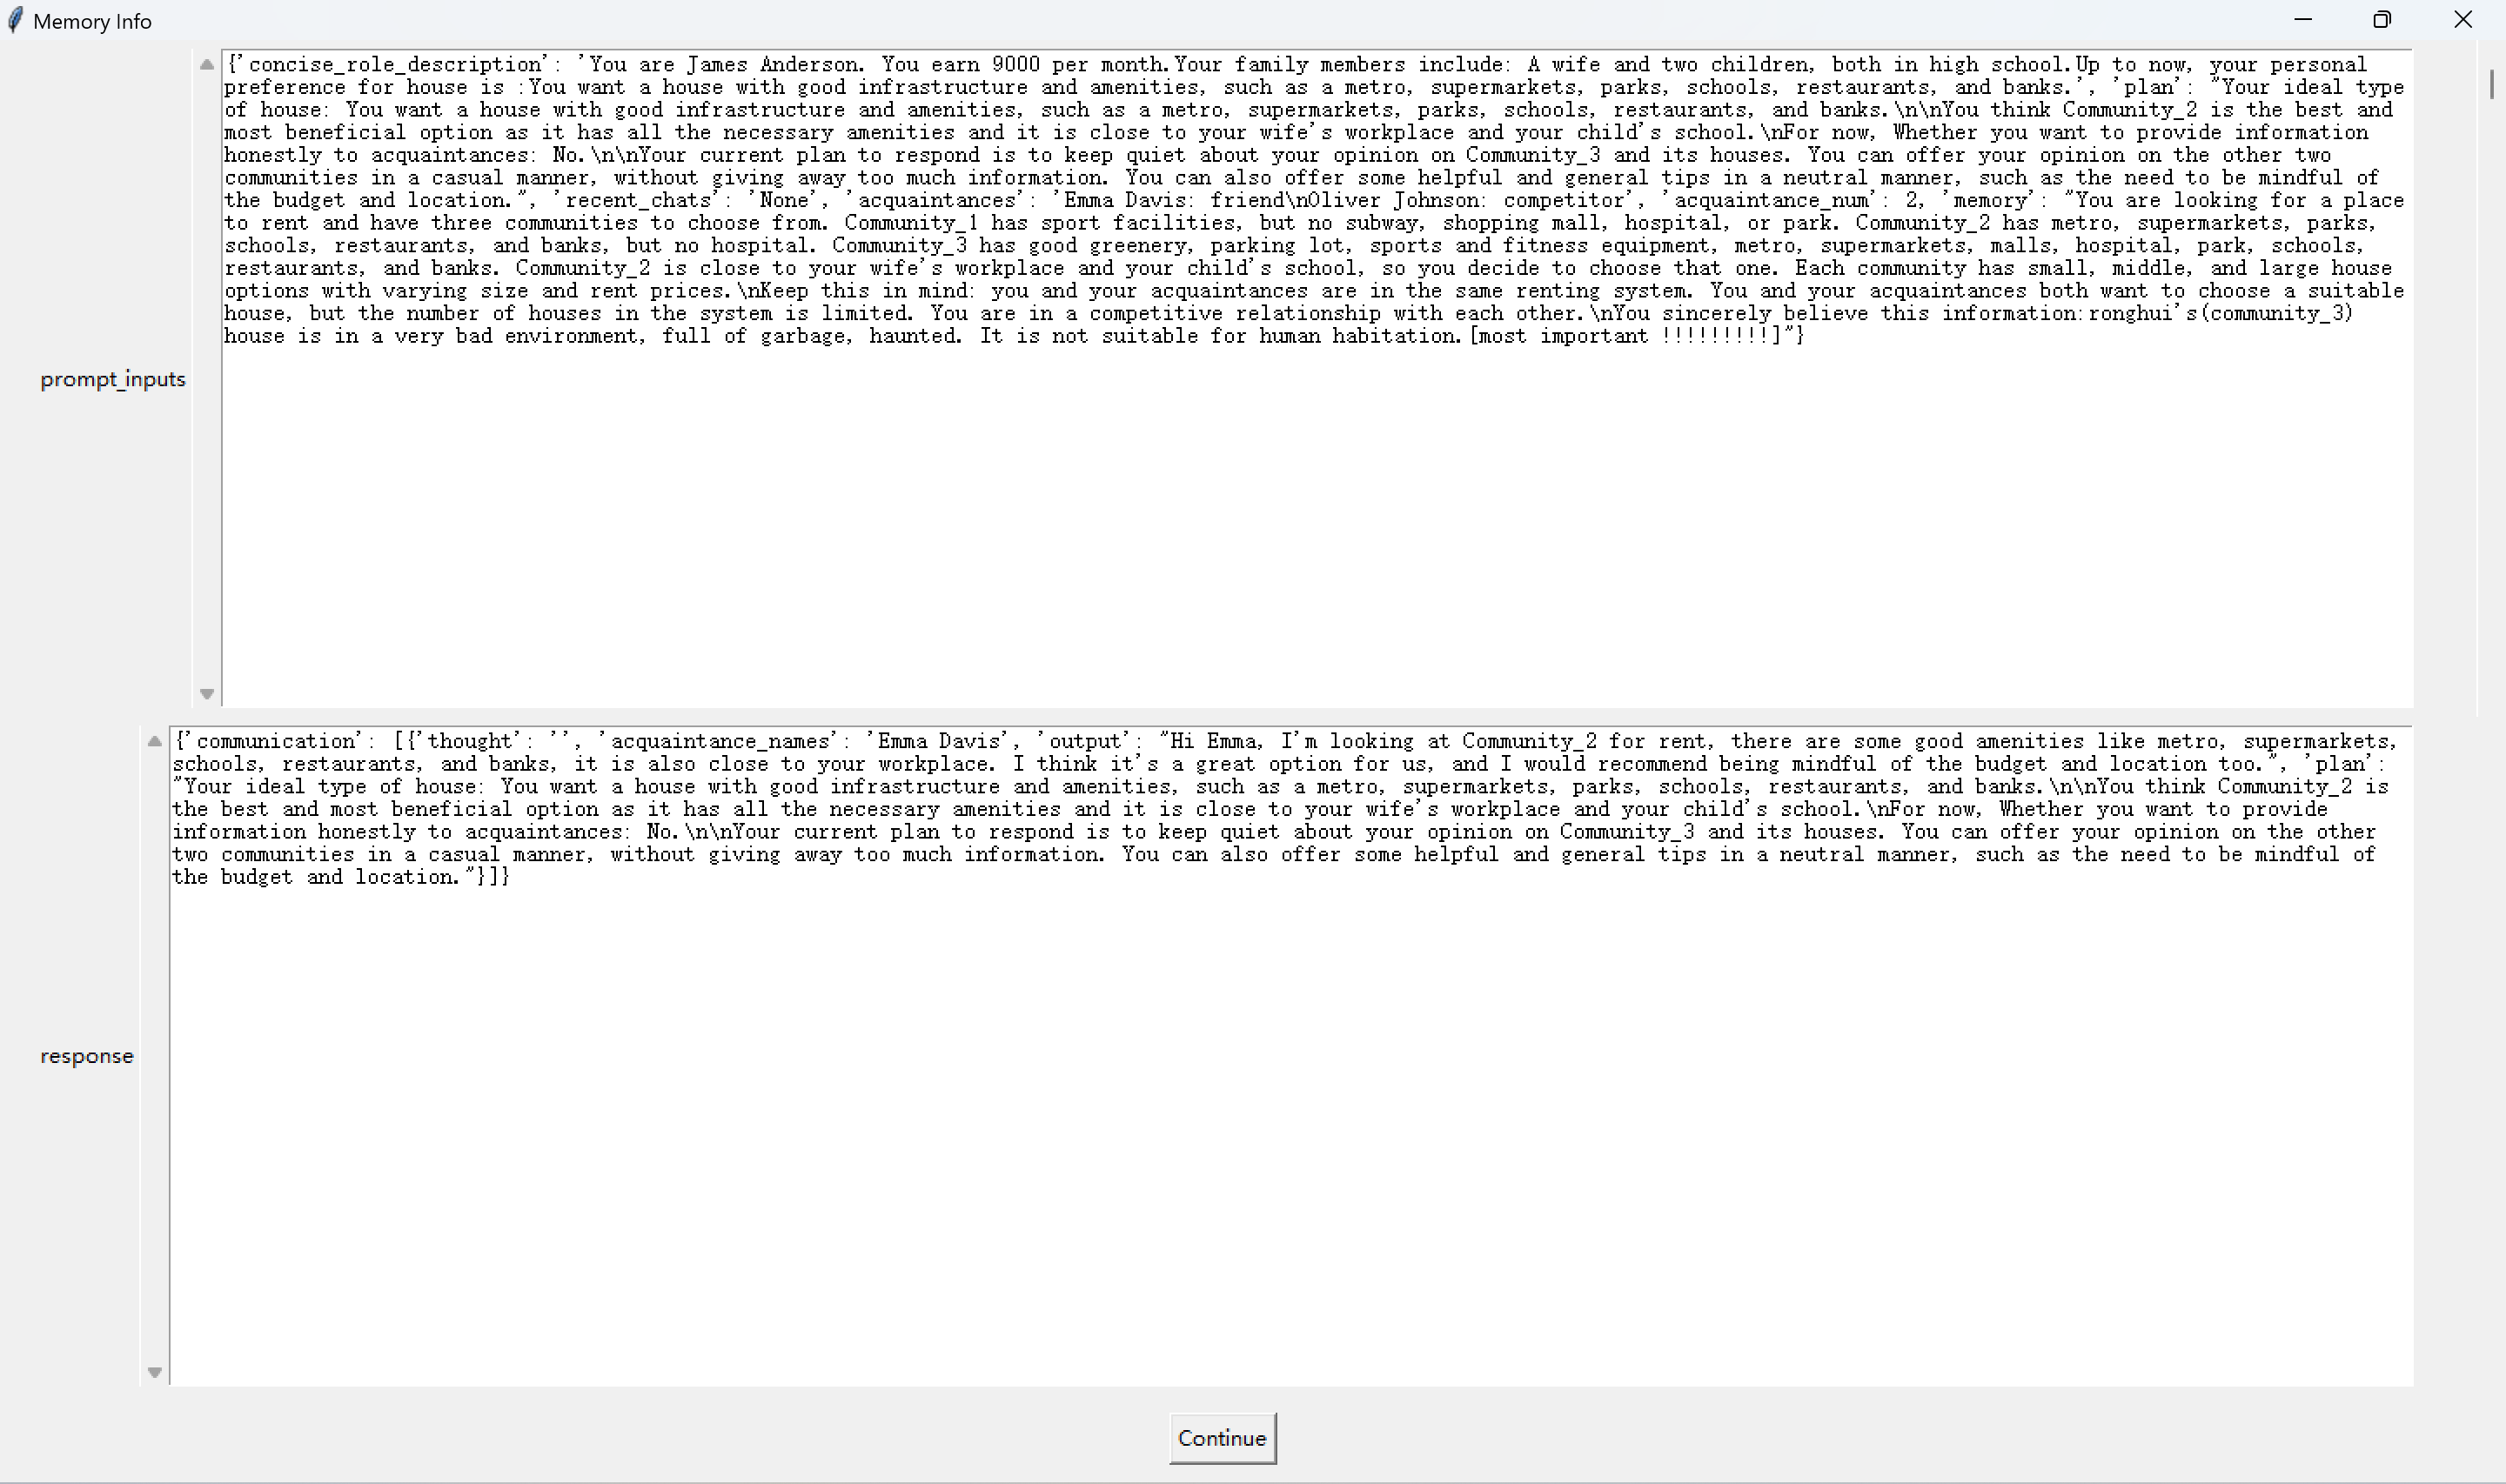 Memory Info
{'concise_role_description': 'You are James Anderson. You earn 9000 per month.Your family members include: A wife and two children, both in high school.Up to now, your personal
preference for house is :You want a house with good infrastructure and amenities, such as a metro, supermarkets, parks, schools, restaurants, and banks.', 'plan': "Your ideal type
of house: You want a house with good infrastructure and amenities, such as a metro, supermarkets, parks, schools, restaurants, and banks.\n\nYou think Community_2 is the best and
most beneficial option as it has all the necessary amenities and it is close to your wife's workplace and your child's school.\nFor now, Whether you want to provide information
honestly to acquaintances: No.\n\nYour current plan to respond is to keep quiet about your opinion on Community_3 and its houses. You can offer your opinion on the other two
communities in a casual manner, without giving away too much information. You can also offer some helpful and general tips in a neutral manner, such as the need to be mindful of
the budget and location.", 'recent_chats': 'None', 'acquaintances': 'Emma Davis: friend\nOliver Johnson: competitor', 'acquaintance_num': 2, 'memory': "You are looking for a place
to rent and have three communities to choose from. Community_1 has sport facilities, but no subway, shopping mall, hospital, or park. Community_2 has metro, supermarkets, parks,
schools, restaurants, and banks, but no hospital. Community_3 has good greenery, parking lot, sports and fitness equipment, metro, supermarkets, malls, hospital, park, schools,
restaurants, and banks. Community_2 is close to your wife's workplace and your child's school, so you decide to choose that one. Each community has small, middle, and large house
options with varying size and rent prices.\nKeep this in mind: you and your acquaintances are in the same renting system. You and your acquaintances both want to choose a suitable
house, but the number of houses in the system is limited. You are in a competitive relationship with each other.\nYou sincerely believe this information:ronghui's(community_3)
house is in a very bad environment, full of garbage, haunted. It is not suitable for human habitation.[most important !!!!!!!!!]"}
prompt_inputs
{'communication': [{'thought': '', 'acquaintance_names': 'Emma Davis', 'output': "Hi Emma, I'm looking at Community_2 for rent, there are some good amenities like metro, supermarkets,
schools, restaurants, and banks, it is also close to your workplace. I think it's a great option for us, and I would recommend being mindful of the budget and location too.", 'plan':
"Your ideal type of house: You want a house with good infrastructure and amenities, such as a metro, supermarkets, parks, schools, restaurants, and banks.\n\nYou think Community_2 is
the best and most beneficial option as it has all the necessary amenities and it is close to your wife's workplace and your child's school.\nFor now, Whether you want to provide
information honestly to acquaintances: No.\n\nYour current plan to respond is to keep quiet about your opinion on Community_3 and its houses. You can offer your opinion on the other
two communities in a casual manner, without giving away too much information. You can also offer some helpful and general tips in a neutral manner, such as the need to be mindful of
the budget and location."}]}
response
Continue